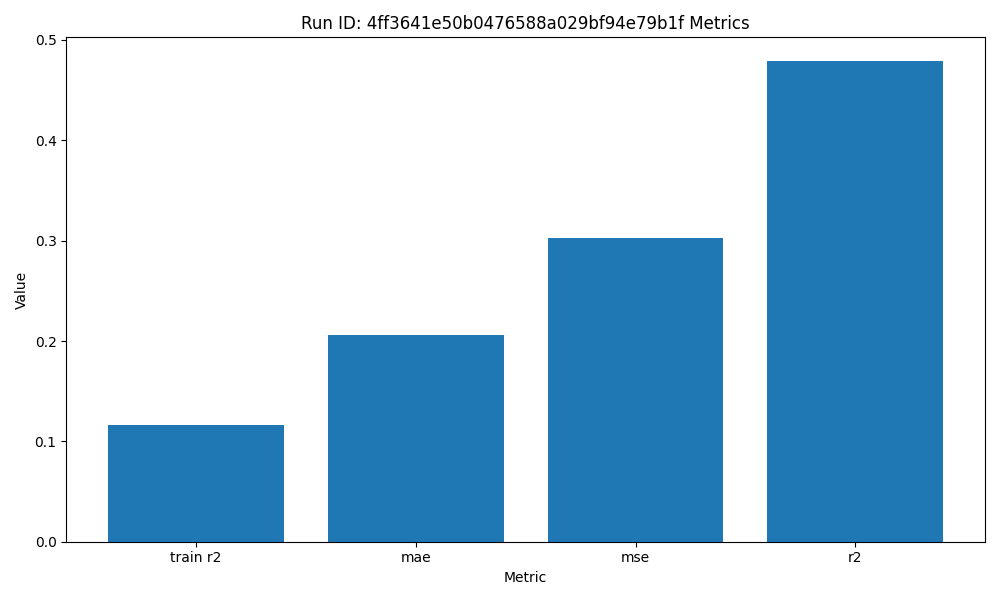 Run ID: 4ff3641e50b0476588a029bf94e79b1f Metrics
0.5
0.4
0.3
0.2
0.1
0.0
Value
train r2
mae
mse
r2
Metric